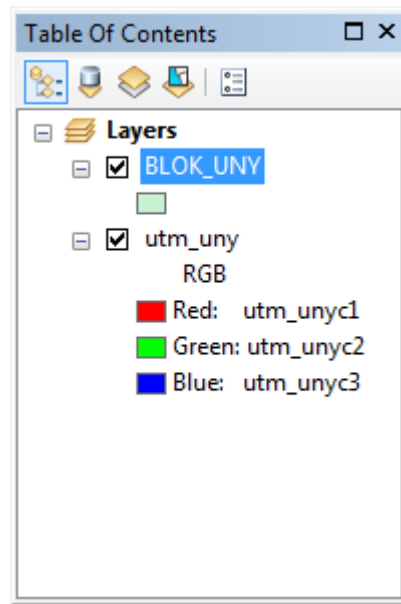 Table Of Contents
Layers
BLOK_UNY
utm_uny
RGB
Red: utm_unyc1
Green: utm_unyc2
Blue: utm_unyc3